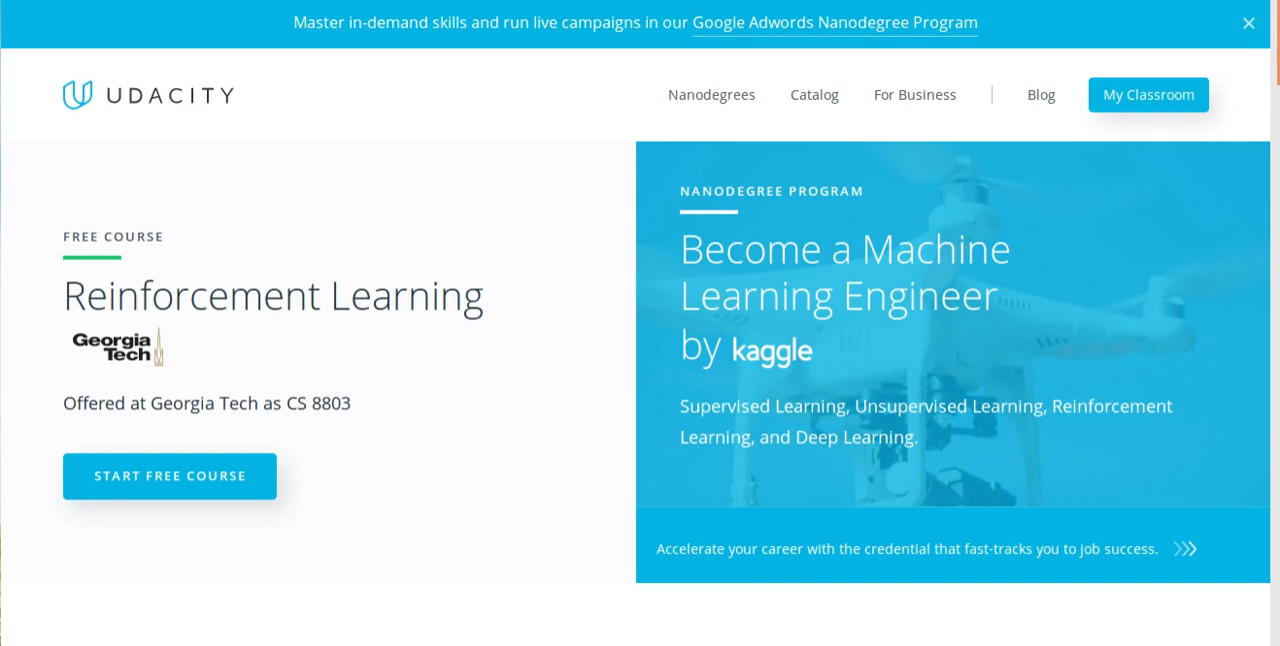 Master in-demand skills and run live campaigns in our Google Adwords Nanodegree Program
UDACITY
Nanodegrees Catalog For Business Blog My Classroom
FREE COURSE
Reinforcement Learning
Georgia
Tech
Offered at Georgia Tech as CS 8803
START FREE COURSE
NANODEGREE PROGRAM
Become a Machine
Learning Engineer
by kaggle
Supervised Learning, Unsupervised Learning, Reinforcement
Learning, and Deep Learning.
Accelerate your career with the credential that fast-tracks you to job success.